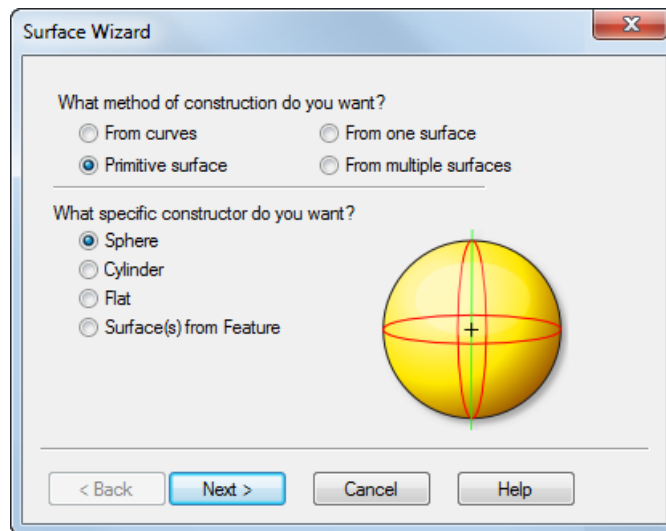 Surface Wizard
What method of construction do you want?
From curves
From one surface
Primitive surface
From multiple surfaces
What specific constructor do you want?
Sphere
Cylinder
Flat
Surface(s) from Feature
< Back
Next >
Cancel
Help